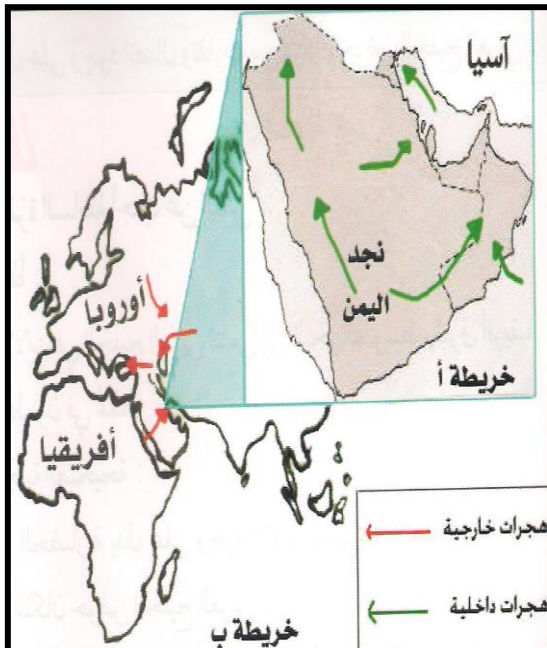 آسيا
نجد
اليمن
خريطة أ
أوروبا
أفريقيا
هجرات خارجية
هجرات داخلية
خريطة ب